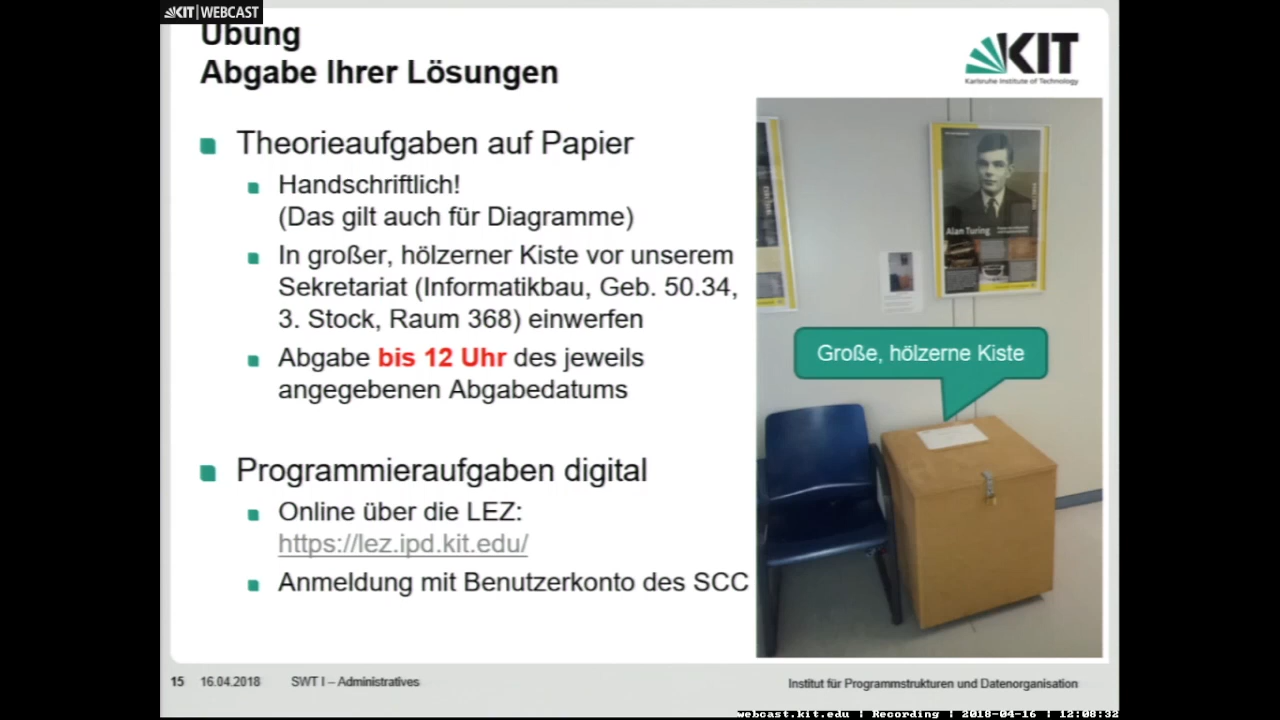 KIT | WEBCAST
Übung
Abgabe Ihrer Lösungen
KIT
Karlsruhe Institute of Technology
Theorieaufgaben auf Papier
Handschriftlich!
(Das gilt auch für Diagramme)
In großer, hölzerner Kiste vor unserem
Sekretariat (Informatikbau, Geb. 50.34,
3. Stock, Raum 368) einwerfen
Abgabe bis 12 Uhr des jeweils
angegebenen Abgabedatums
Programmieraufgaben digital
Online über die LEZ:
https://lez.ipd.kit.edu/
Anmeldung mit Benutzerkonto des SCC
Alan Turing
Große, hölzerne Kiste
15 16.04.2018 SWT I – Administratives
Institut für Programmstrukturen und Datenorganisation
webcast.kit.edu | Recording | 2018-04-16 | 12:08:32